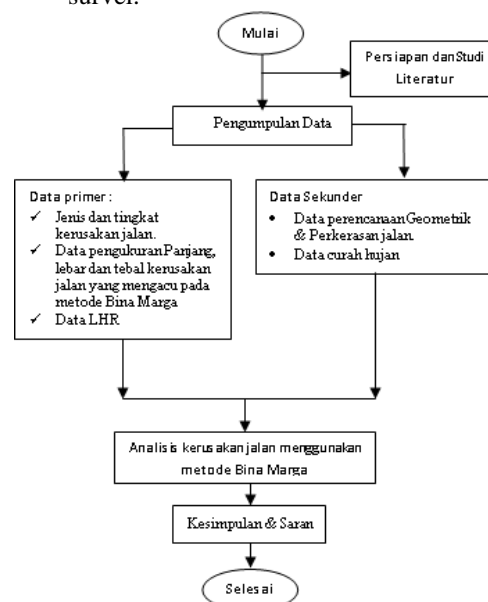 survei.
Mulai
Persiapan dan Studi
Literatur
Pengumpulan Data
Data primer :
✓ Jenis dan tingkat
kerusakan jalan.
✓ Data pengukuran Panjang,
lebar dan tebal kerusakan
jalan yang mengacu pada
metode Bina Marga
✓ Data LHR
Data Sekunder
• Data perencanaan Geometrik
& Perkerasan jalan.
• Data curah hujan
Analisis kerusakan jalan menggunakan
metode Bina Marga
Kesimpulan & Saran
Selesai